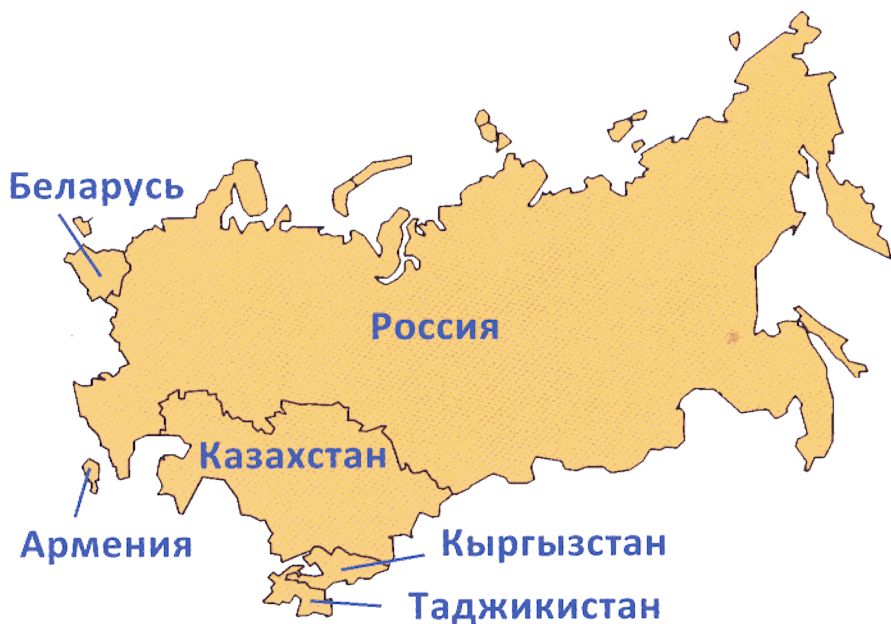 Беларусь
Россия
Казахстан
Армения
Кыргызстан
Таджикистан